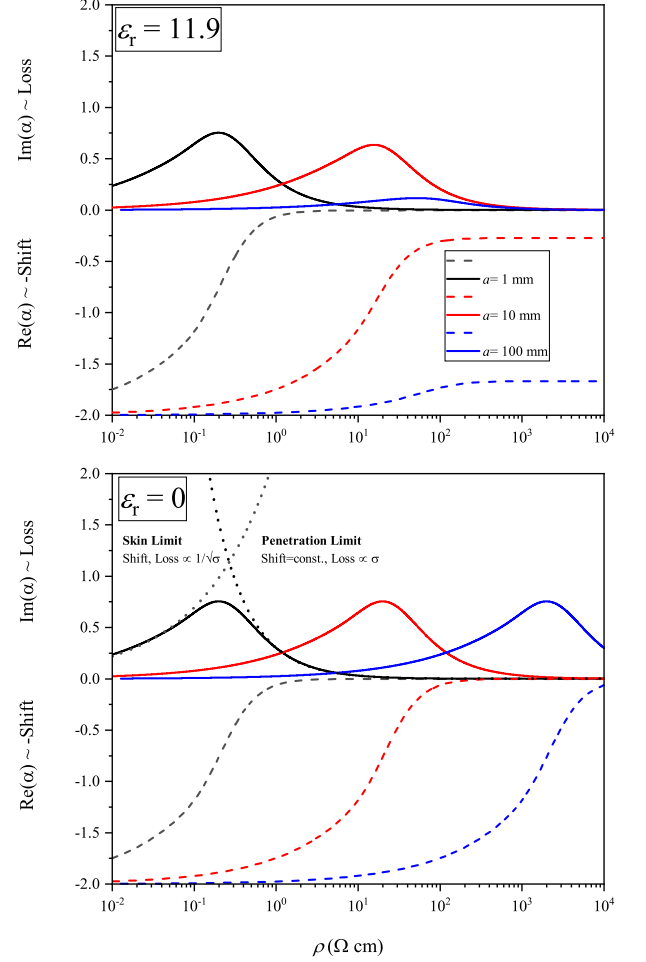 εr = 11.9
Im(α) ~ Loss
Re(α) ~ -Shift
2.0
1.5
1.0
0.5
0.0
-0.5
-1.0
-1.5
-2.0
a= 1 mm
a= 10 mm
a= 100 mm
10-2 10-1 100 101 102 103 104
εr = 0
Im(α) ~ Loss
Re(α) ~ -Shift
2.0
1.5
1.0
0.5
0.0
-0.5
-1.0
-1.5
-2.0
Skin Limit
Shift, Loss ∝ 1/√σ
Penetration Limit
Shift=const., Loss ∝ σ
10-2 10-1 100 101 102 103 104
ρ (Ω cm)